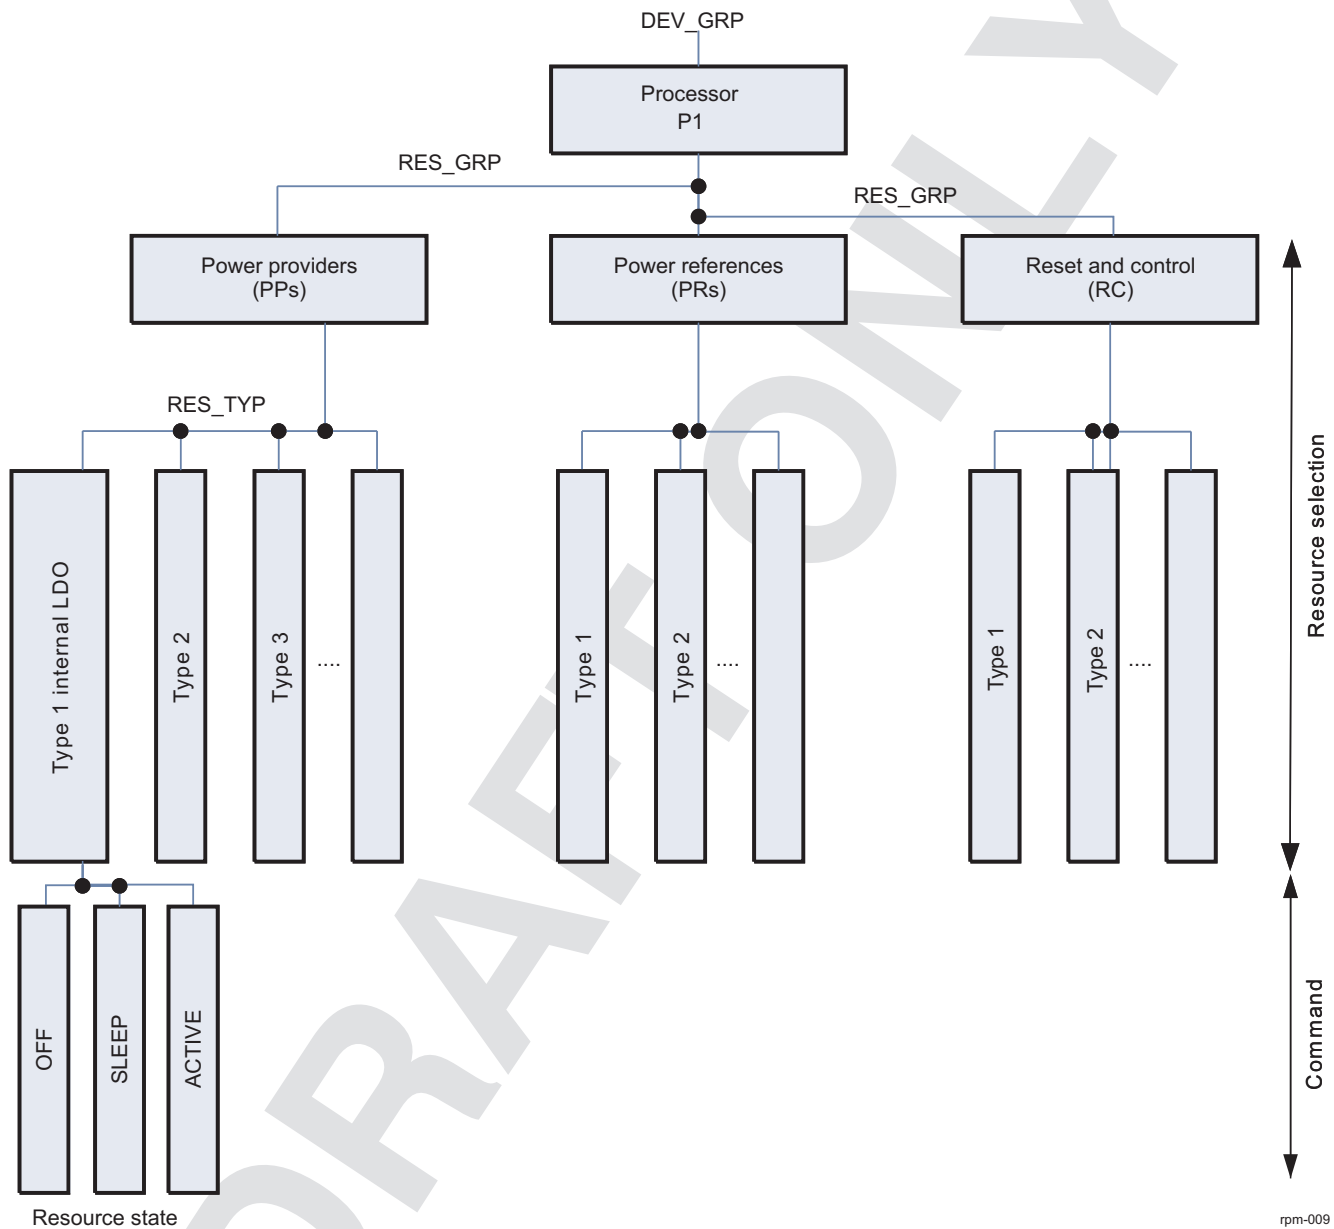 DEV_GRP
Processor
P1
RES_GRP
RES_GRP
Power providers
(PPs)
Power references
(PRs)
Reset and control
(RC)
RES_TYP
Type 1 internal LDO
Type 2
Type 3
....
Type 1
Type 2
....
Type 1
Type 2
....
Resource selection
OFF
SLEEP
ACTIVE
Command
Resource state
rpm-009
DRAFT ONLY